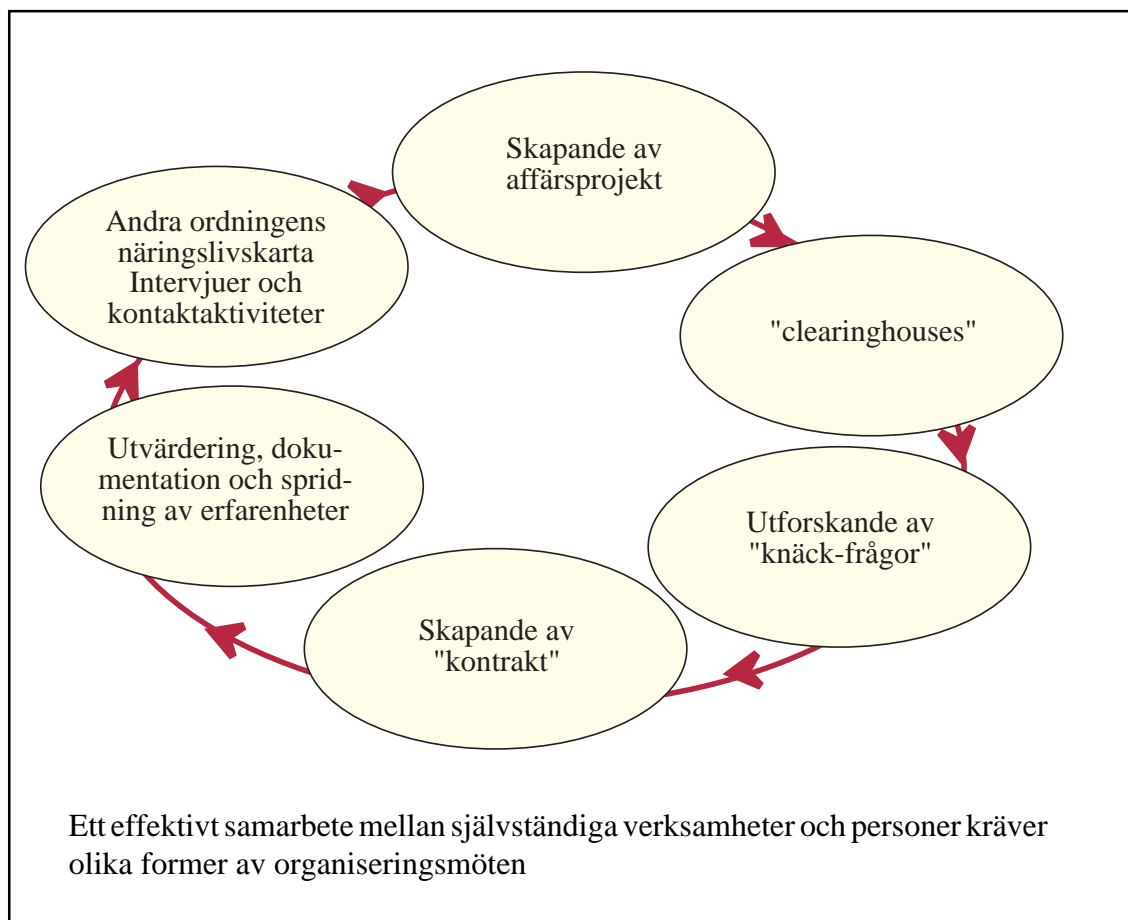 Skapande av
affärsprojekt
Andra ordningens
näringslivskarta
Intervjuer och
kontaktaktiviteter
"clearinghouses"
Utvärdering, doku-
mentation och sprid-
ning av erfarenheter
Utforskande av
"knäck-frågor"
Skapande av
"kontrakt"
Ett effektivt samarbete mellan självständiga verksamheter och personer kräver
olika former av organiseringsmöten